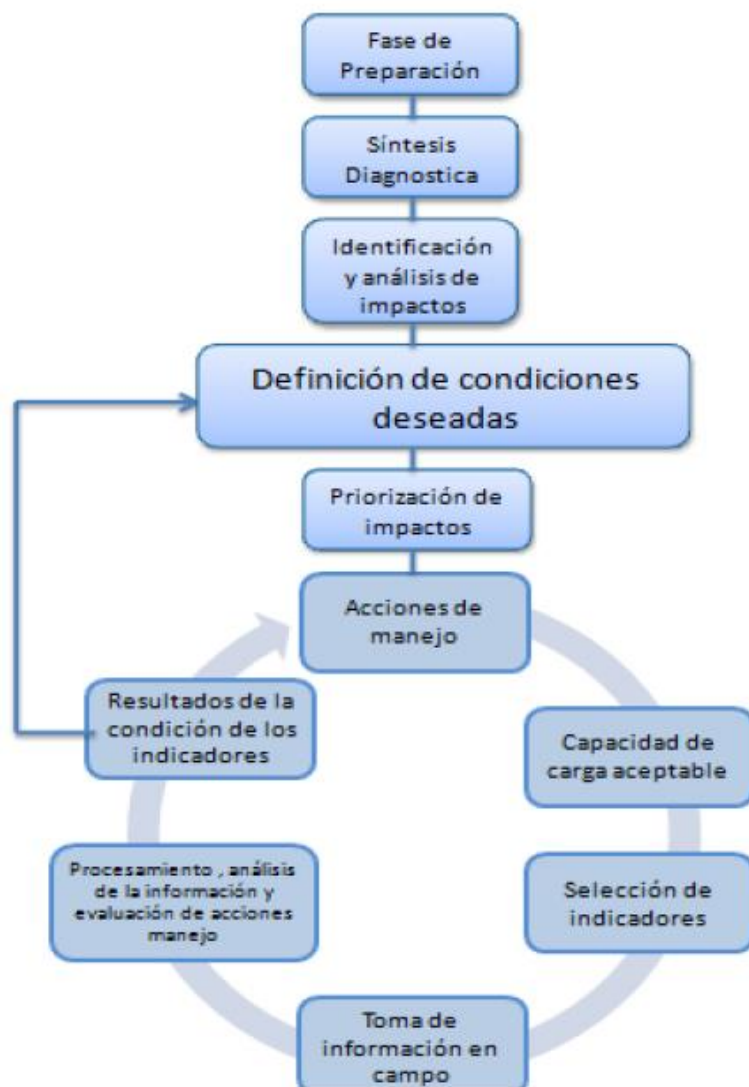 Fase de
Preparación
Síntesis
Diagnostica
Identificación
y análisis de
impactos
Definición de condiciones
deseadas
Priorización de
impactos
Acciones de
manejo
Capacidad de
carga aceptable
Selección de
indicadores
Toma de
información en
campo
Procesamiento , análisis
de la información y
evaluación de acciones
manejo
Resultados de la
condición de los
indicadores